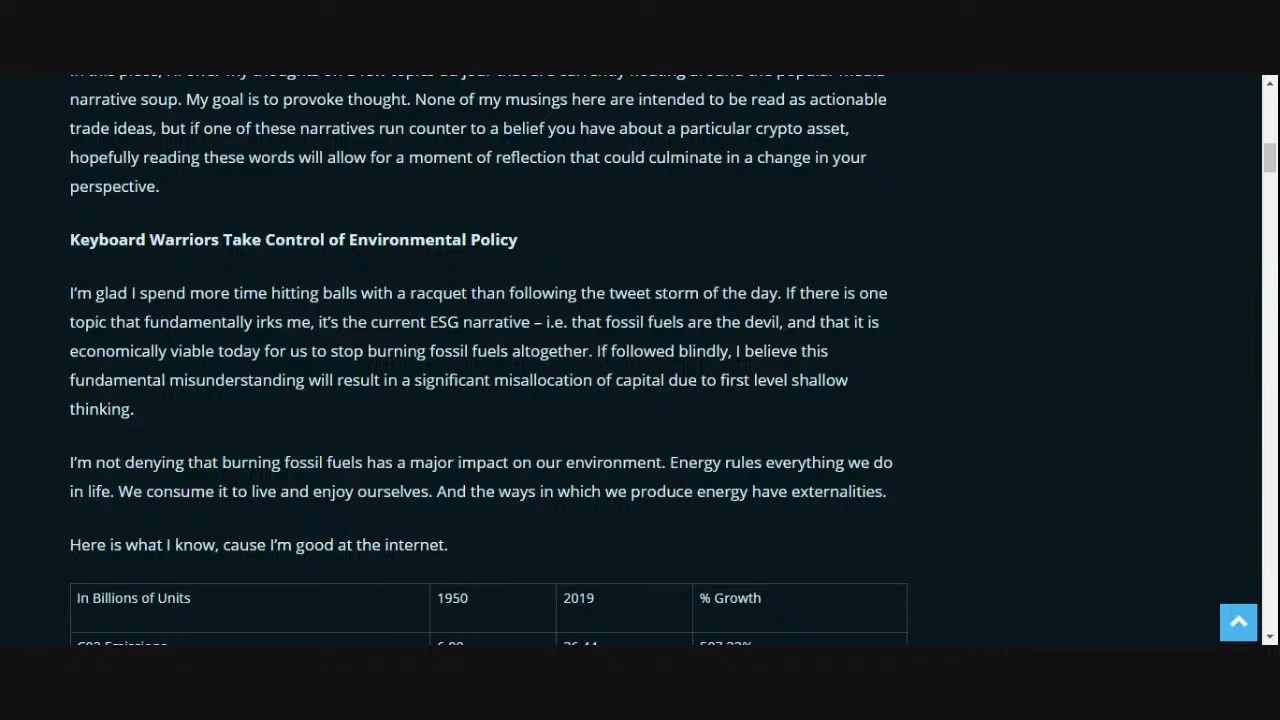 narrative soup. My goal is to provoke thought. None of my musings here are intended to be read as actionable
trade ideas, but if one of these narratives run counter to a belief you have about a particular crypto asset,
hopefully reading these words will allow for a moment of reflection that could culminate in a change in your
perspective.
Keyboard Warriors Take Control of Environmental Policy
I'm glad I spend more time hitting balls with a racquet than following the tweet storm of the day. If there is one
topic that fundamentally irks me, it's the current ESG narrative – i.e. that fossil fuels are the devil, and that it is
economically viable today for us to stop burning fossil fuels altogether. If followed blindly, I believe this
fundamental misunderstanding will result in a significant misallocation of capital due to first level shallow
thinking.
I'm not denying that burning fossil fuels has a major impact on our environment. Energy rules everything we do
in life. We consume it to live and enjoy ourselves. And the ways in which we produce energy have externalities.
Here is what I know, cause I'm good at the internet.
In Billions of Units 1950 2019 % Growth